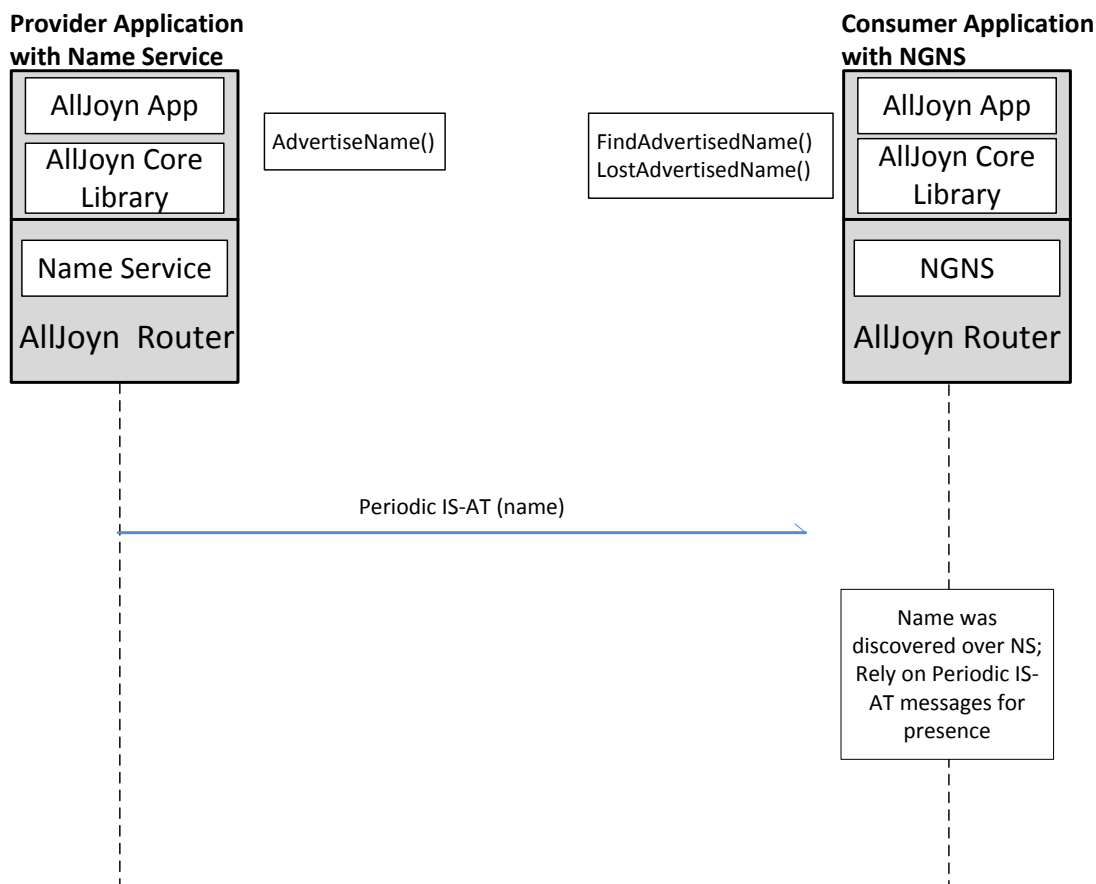 Provider Application
with Name Service
AllJoyn App
AllJoyn Core
Library
Name Service
AllJoyn Router
AdvertiseName()
FindAdvertisedName()
LostAdvertisedName()
Consumer Application
with NGNS
AllJoyn App
AllJoyn Core
Library
NGNS
AllJoyn Router
Periodic IS-AT (name)
Name was
discovered over NS;
Rely on Periodic IS-
AT messages for
presence